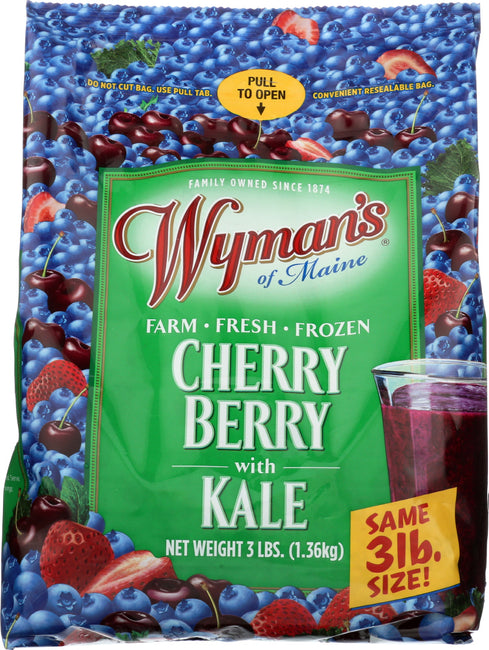 DO NOT CUT BAG. USE PULL TAB.
PULL
TO OPEN
CONVENIENT RESEALABLE BAG.
FAMILY OWNED SINCE 1874
Wyman's®
of Maine
FARM · FRESH · FROZEN
CHERRY
BERRY
with
KALE
NET WEIGHT 3 LBS. (1.36kg)
SAME
3lb.
SIZE!